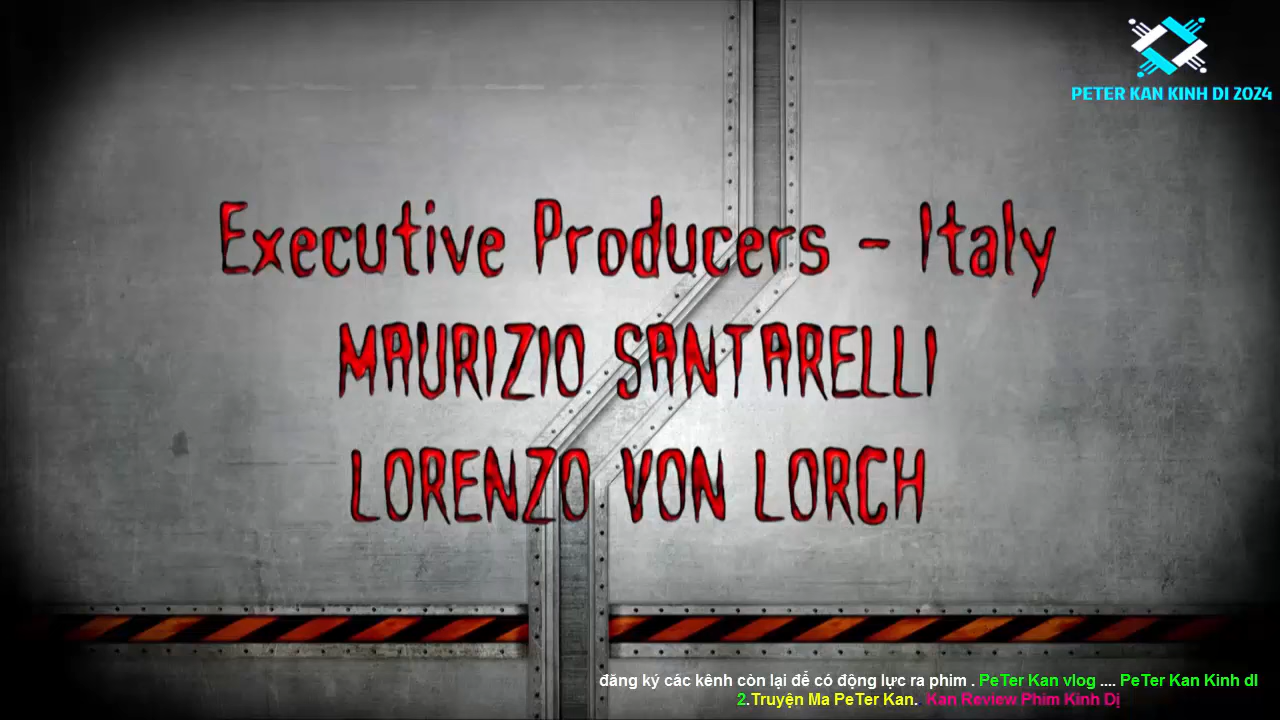 PETER KAN KINH DI 2024
Executive Producers - Italy
MAURIZIO SANTARELLI
LORENZO VON LORCH
đăng ký các kênh còn lại để có động lực ra phim . PeTer Kan vlog .... PeTer Kan Kinh dI
2.Truyện Ma PeTer Kan. Kan Review Phim Kinh Dị